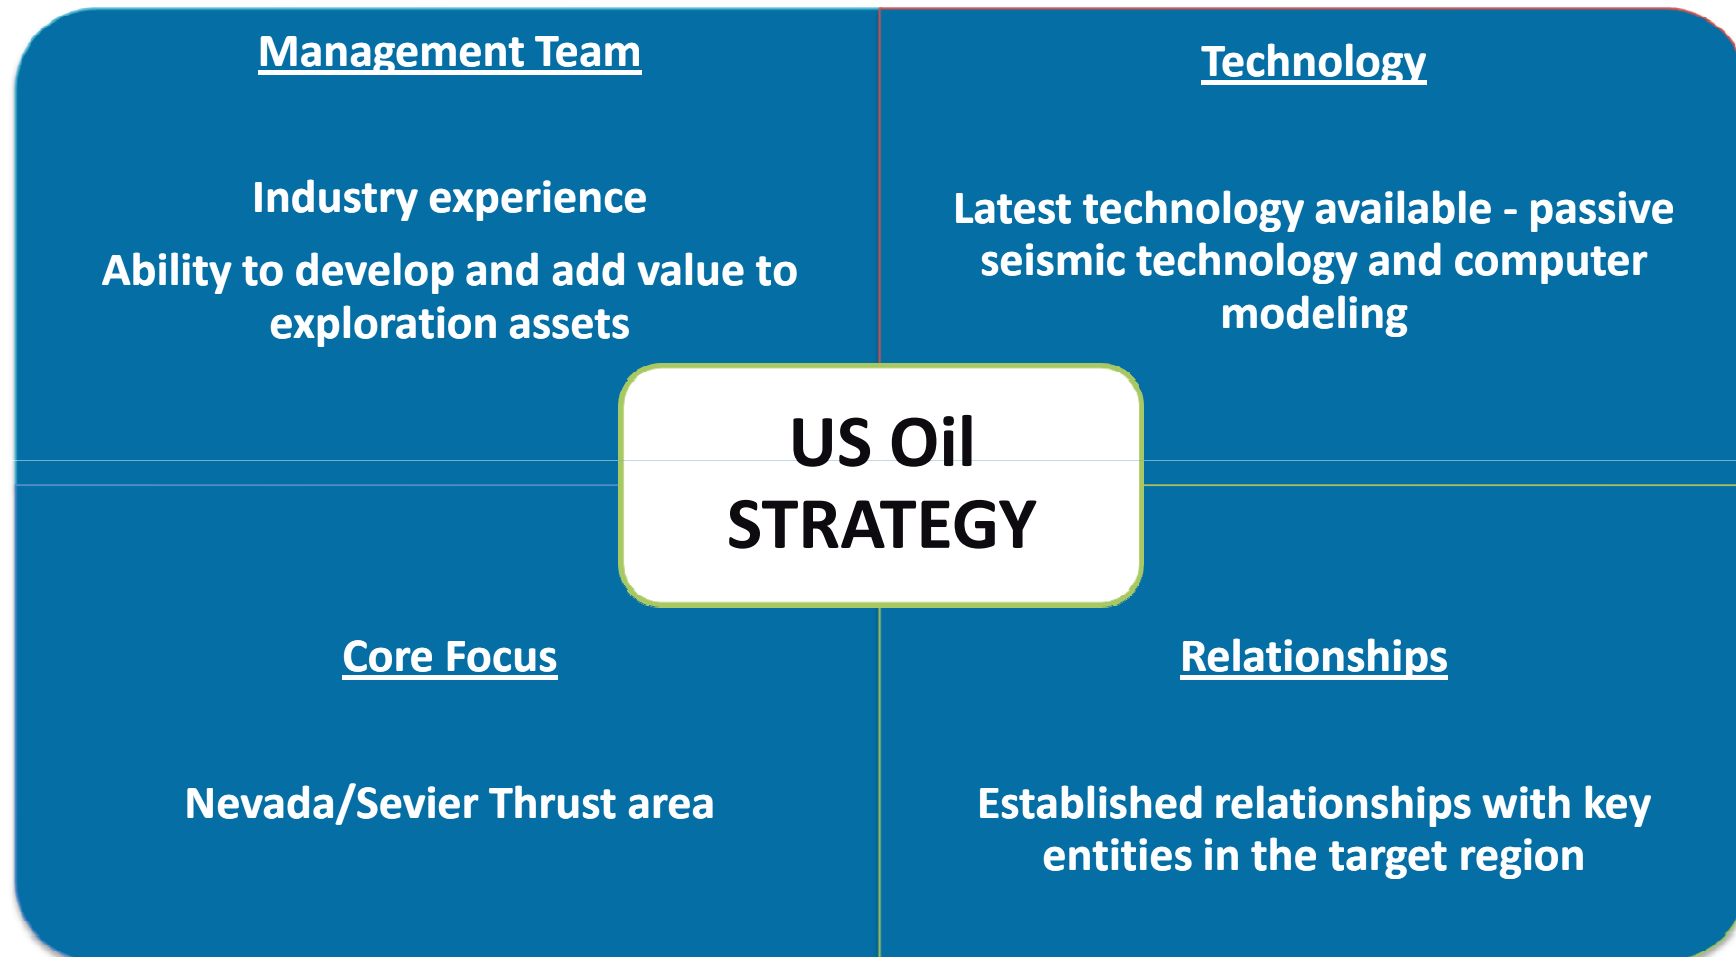 Management Team
Industry experience
Ability to develop and add value to
exploration assets
Technology
Latest technology available - passive
seismic technology and computer
modeling
US Oil
STRATEGY
Core Focus
Nevada/Sevier Thrust area
Relationships
Established relationships with key
entities in the target region